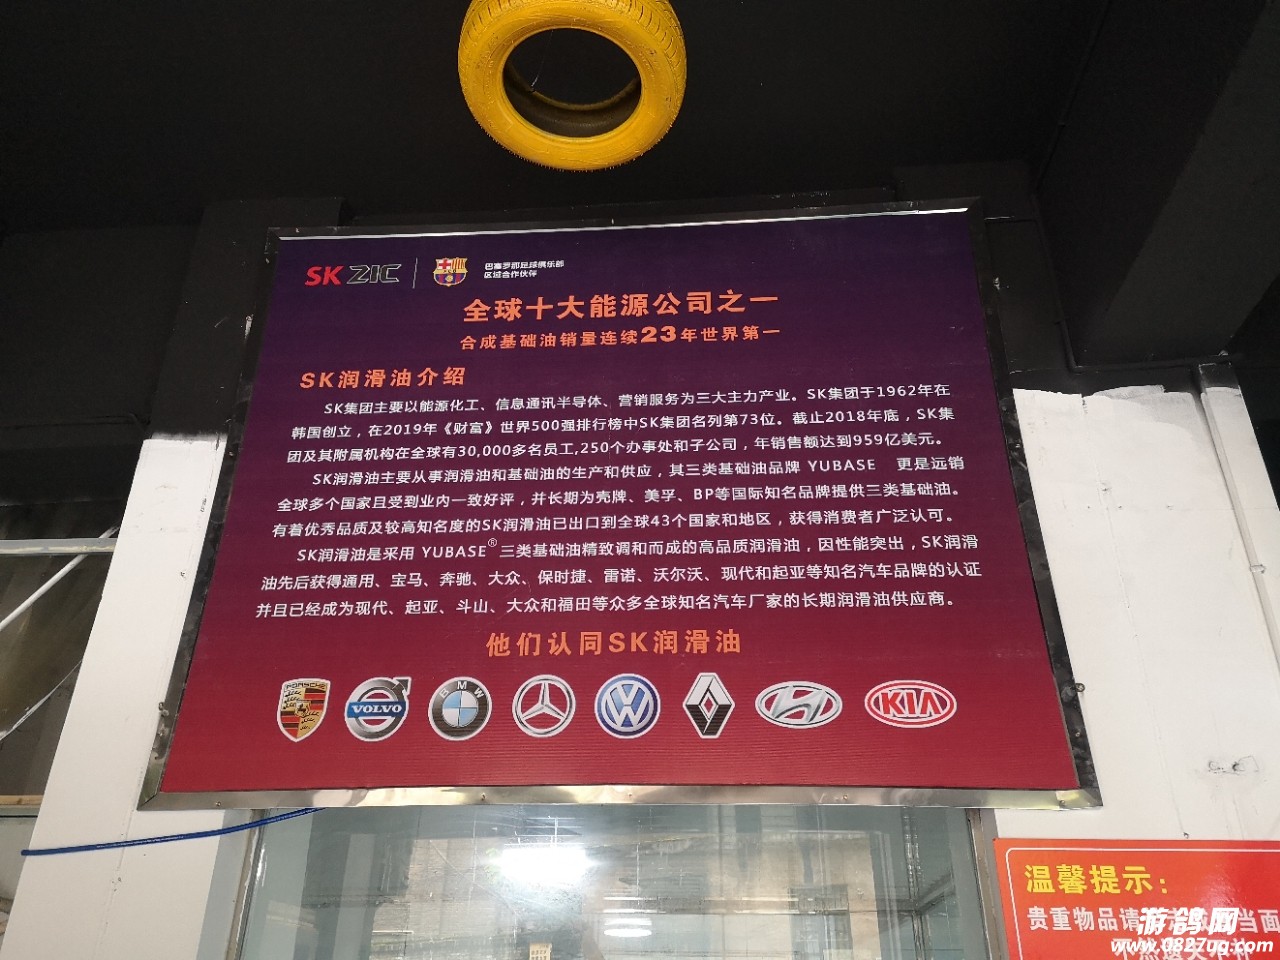 SK ZIC
巴塞罗那足球俱乐部
区域合作伙伴
全球十大能源公司之一
合成基础油销量连续23年世界第一
SK润滑油介绍
SK集团主要以能源化工、信息通讯半导体、营销服务为三大主力产业。SK集团于1962年在
韩国创立，在2019年《财富》世界500强排行榜中SK集团名列第73位。截止2018年底，SK集
团及其附属机构在全球有30,000多名员工,250个办事处和子公司，年销售额达到959亿美元。
SK润滑油主要从事润滑油和基础油的生产和供应，其三类基础油品牌 YUBASE 更是远销
全球多个国家且受到业内一致好评，并长期为壳牌、美孚、BP等国际知名品牌提供三类基础油。
有着优秀品质及较高知名度的SK润滑油已出口到全球43个国家和地区，获得消费者广泛认可。
SK润滑油是采用 YUBASE®三类基础油精致调和而成的高品质润滑油，因性能突出，SK润滑
油先后获得通用、宝马、奔驰、大众、保时捷、雷诺、沃尔沃、现代和起亚等知名汽车品牌的认证
并且已经成为现代、起亚、斗山、大众和福田等众多全球知名汽车厂家的长期润滑油供应商。
他们认同SK润滑油
PORSCHE
VOLVO
BMW
KIA
温馨提示：
贵重物品请
当面
游鸽网
www.0827ug.com